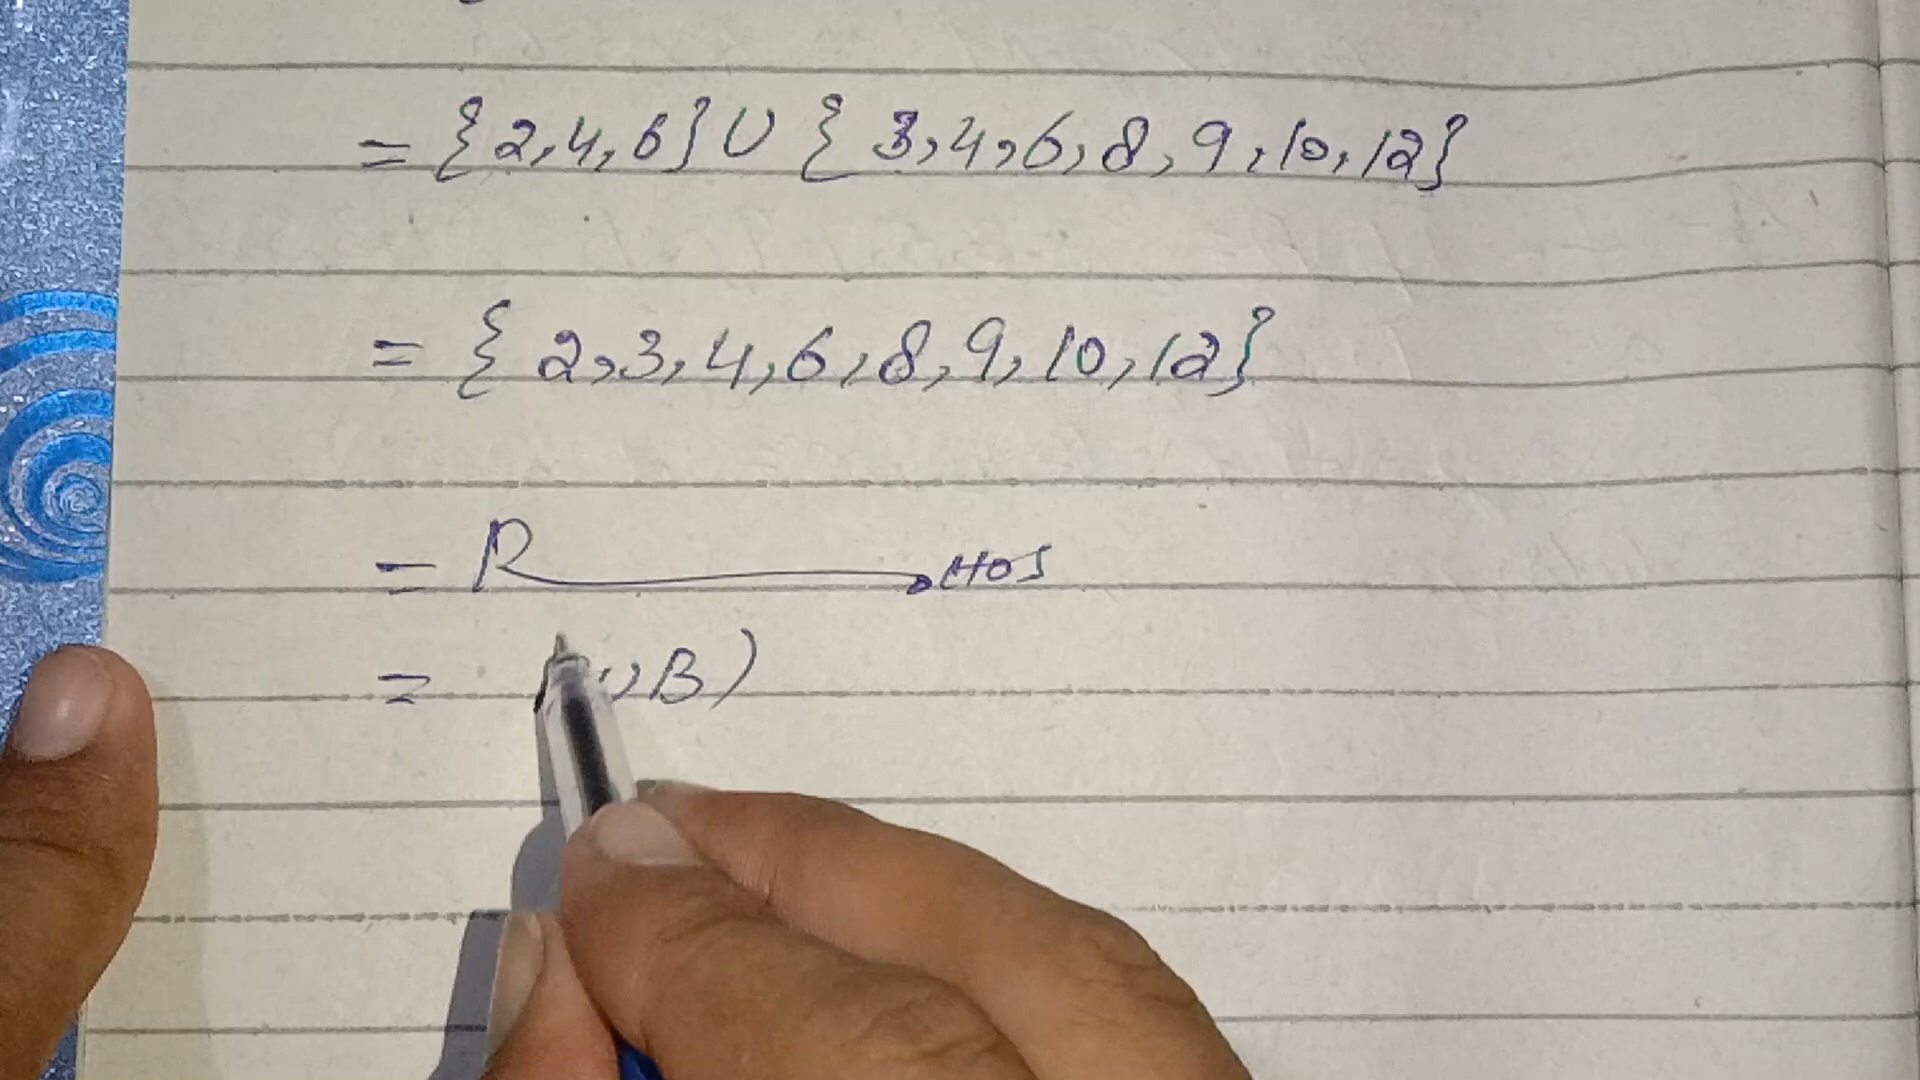 = {2,4,6} ∪ {3,4,6,8,9,10,12}
= {2,3,4,6,8,9,10,12}
= R.H.S
= ∪B)